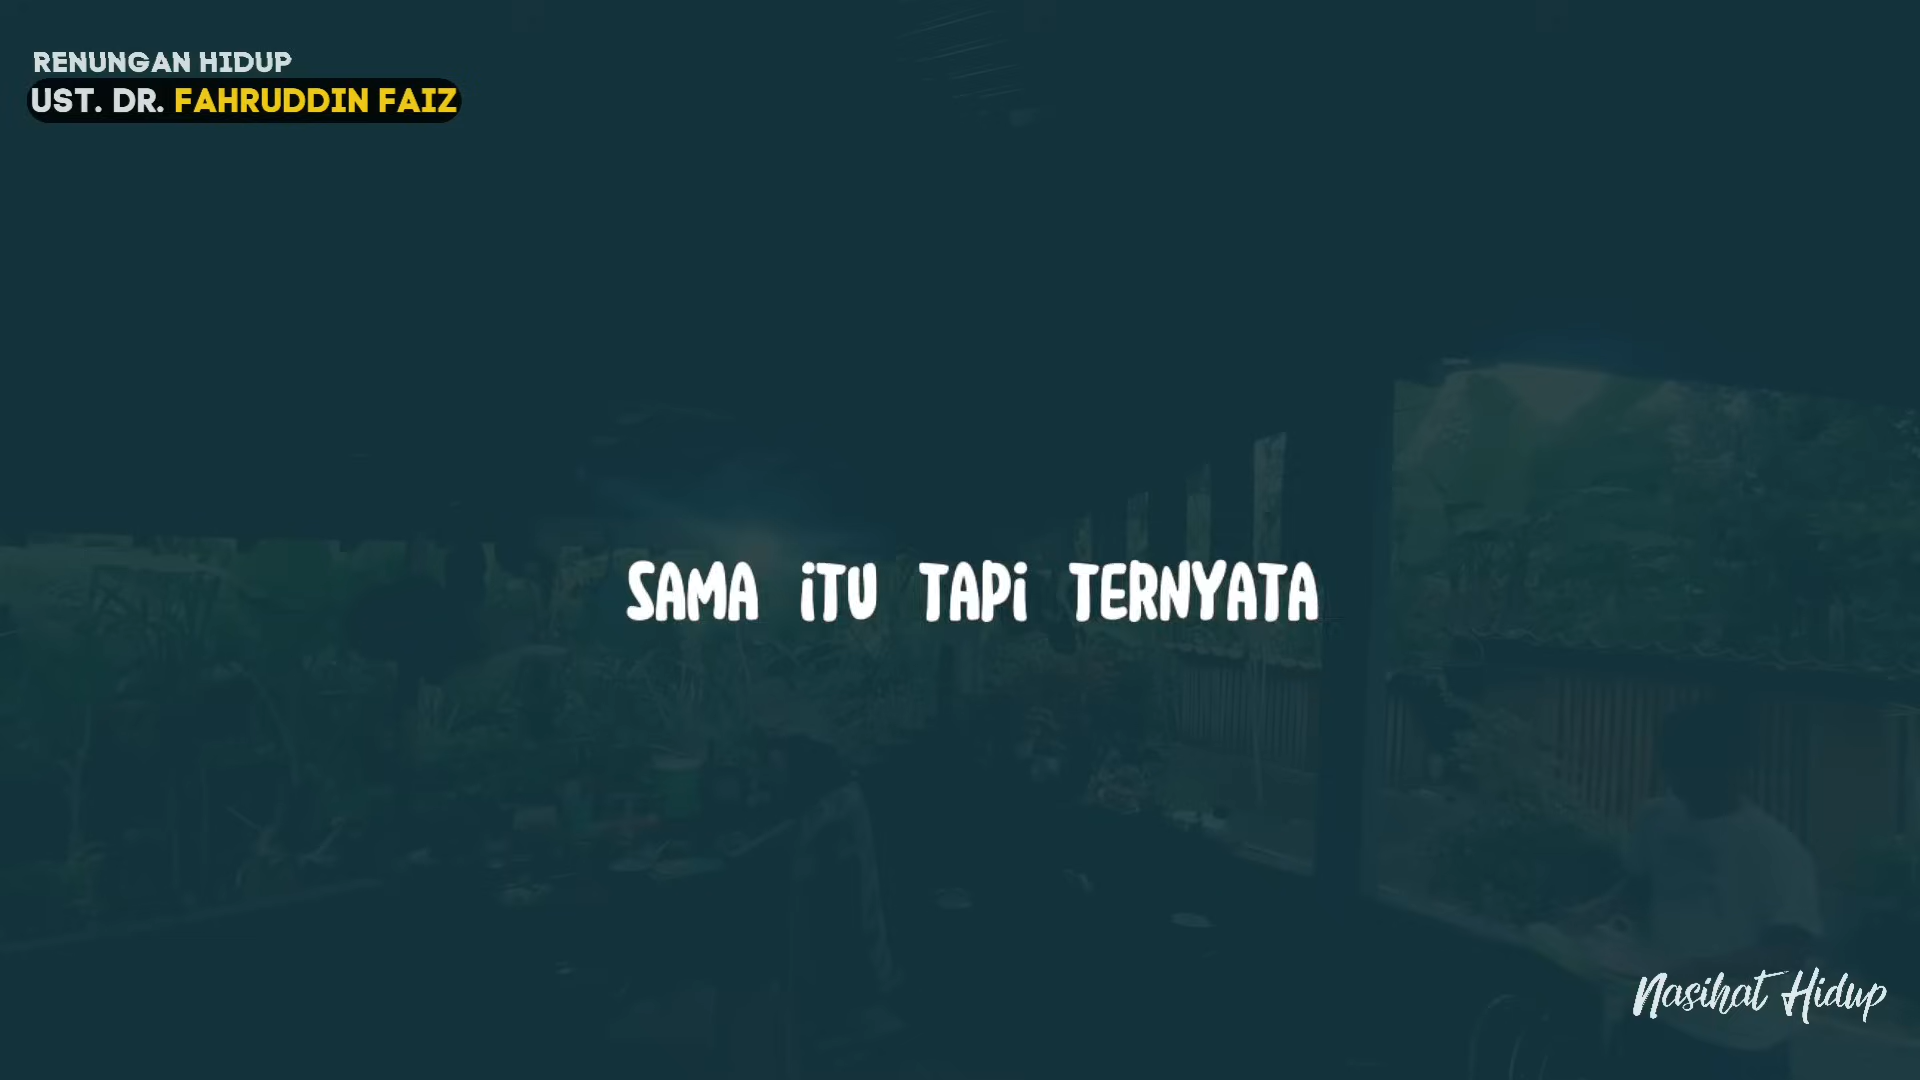 RENUNGAN HIDUP
UST. DR. FAHRUDDIN FAIZ
SAMA iTU TAPi TERNYATA
Nasihat Hidup